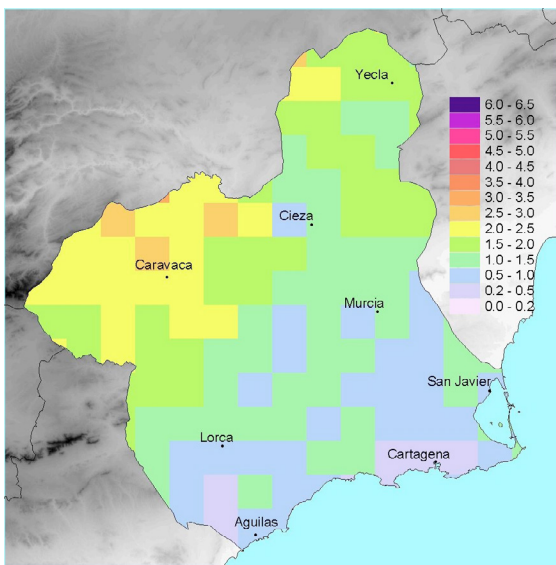 Yecla
6.0 - 6.5
5.5 - 6.0
5.0 - 5.5
4.5 - 5.0
4.0 - 4.5
3.5 - 4.0
3.0 - 3.5
2.5 - 3.0
2.0 - 2.5
1.5 - 2.0
1.0 - 1.5
0.5 - 1.0
0.2 - 0.5
0.0 - 0.2
Cieza
Caravaca
Murcia
San Javier
Lorca
Cartagena
Aguilas